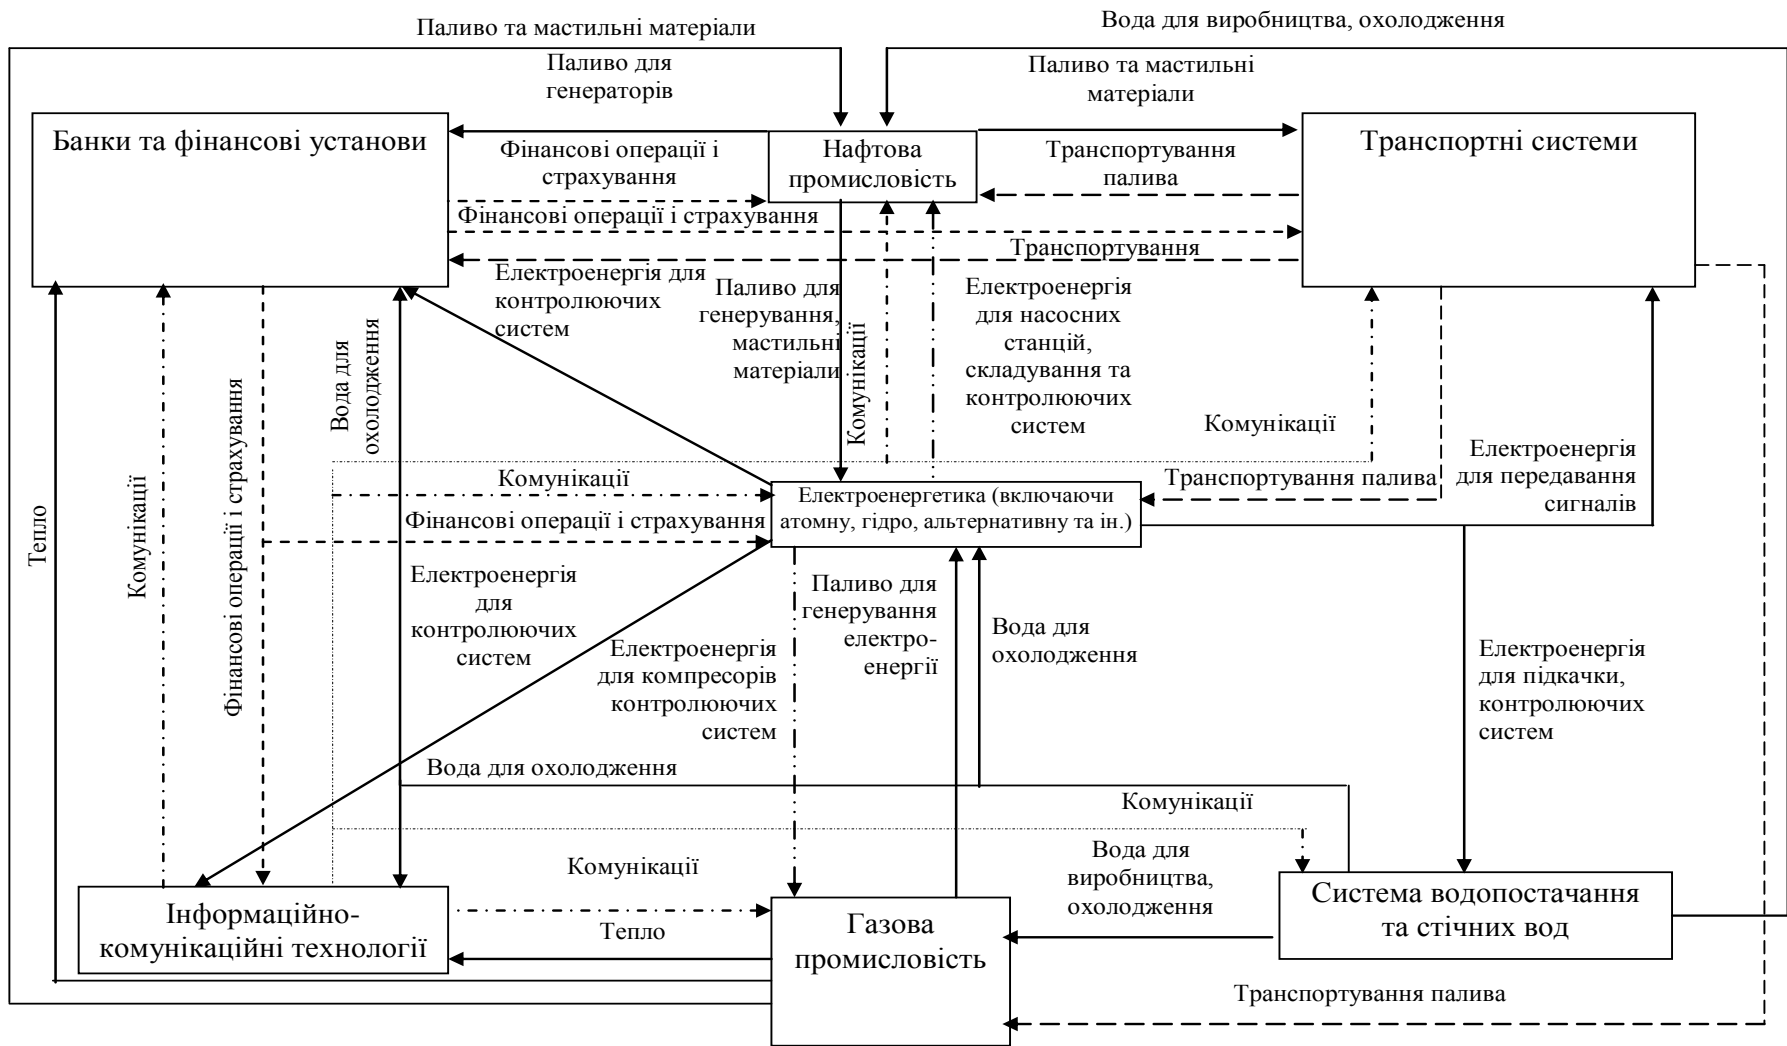 Паливо та мастильні матеріали
Вода для виробництва, охолодження
Паливо для
генераторів
Паливо та мастильні
матеріали
Банки та фінансові установи
Фінансові операції і
страхування
Нафтова
промисловість
Транспортування
палива
Транспортні системи
Фінансові операції і страхування
Транспортування
Електроенергія для
контролюючих
систем
Паливо для
генерування,
мастильні
матеріали
Комунікації
Електроенергія
для насосних
станцій,
складування та
контролюючих
систем
Вода для
охолодження
Комунікації
Електроенергія
для передавання
сигналів
Комунікації
Транспортування палива
Електроенергетика (включаючи
атомну, гідро, альтернативну та ін.)
Фінансові операції і страхування
Тепло
Комунікації
Фінансові операції і страхування
Електроенергія
для
контролюючих
систем
Електроенергія
для компресорів
контролюючих
систем
Паливо для
генерування
електро-
енергії
Вода для
охолодження
Електроенергія
для підкачки,
контролюючих
систем
Вода для охолодження
Комунікації
Комунікації
Вода для
виробництва,
охолодження
Інформаційно-
комунікаційні технології
Тепло
Газова
промисловість
Система водопостачання
та стічних вод
Транспортування палива